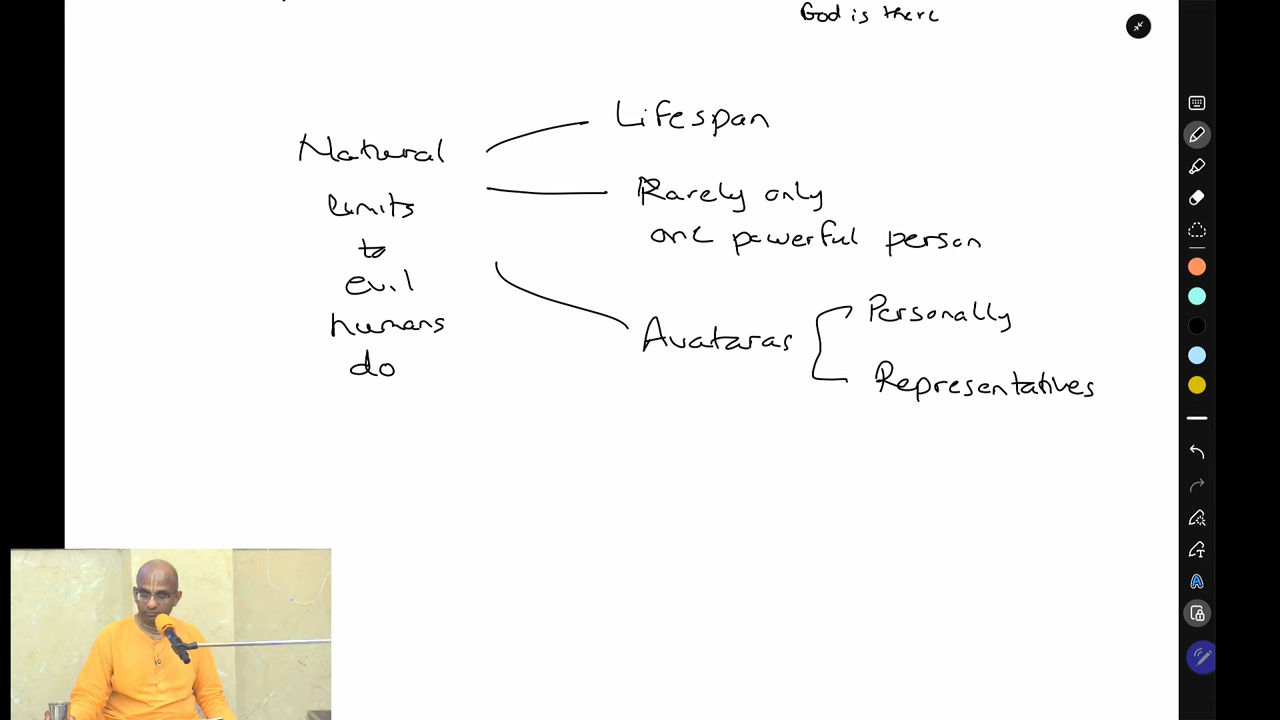 God is there
Natural
limits
to
evil
humans
do
Lifespan
Rarely only
one powerful person
Avataras
Personally
Representatives